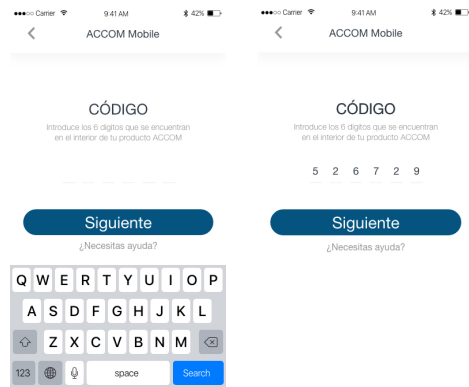 Carrier 9:41 AM 42%
ACCOM Mobile
CÓDIGO
Introduce los 6 digitos que se encuentran
en el interior de tu producto ACCOM
Siguiente
¿Necesitas ayuda?
Q W E R T Y U I O P
A S D F G H J K L
Z X C V B N M
123 space Search
Carrier 9:41 AM 42%
ACCOM Mobile
CÓDIGO
Introduce los 6 digitos que se encuentran
en el interior de tu producto ACCOM
5 2 6 7 2 9
Siguiente
¿Necesitas ayuda?